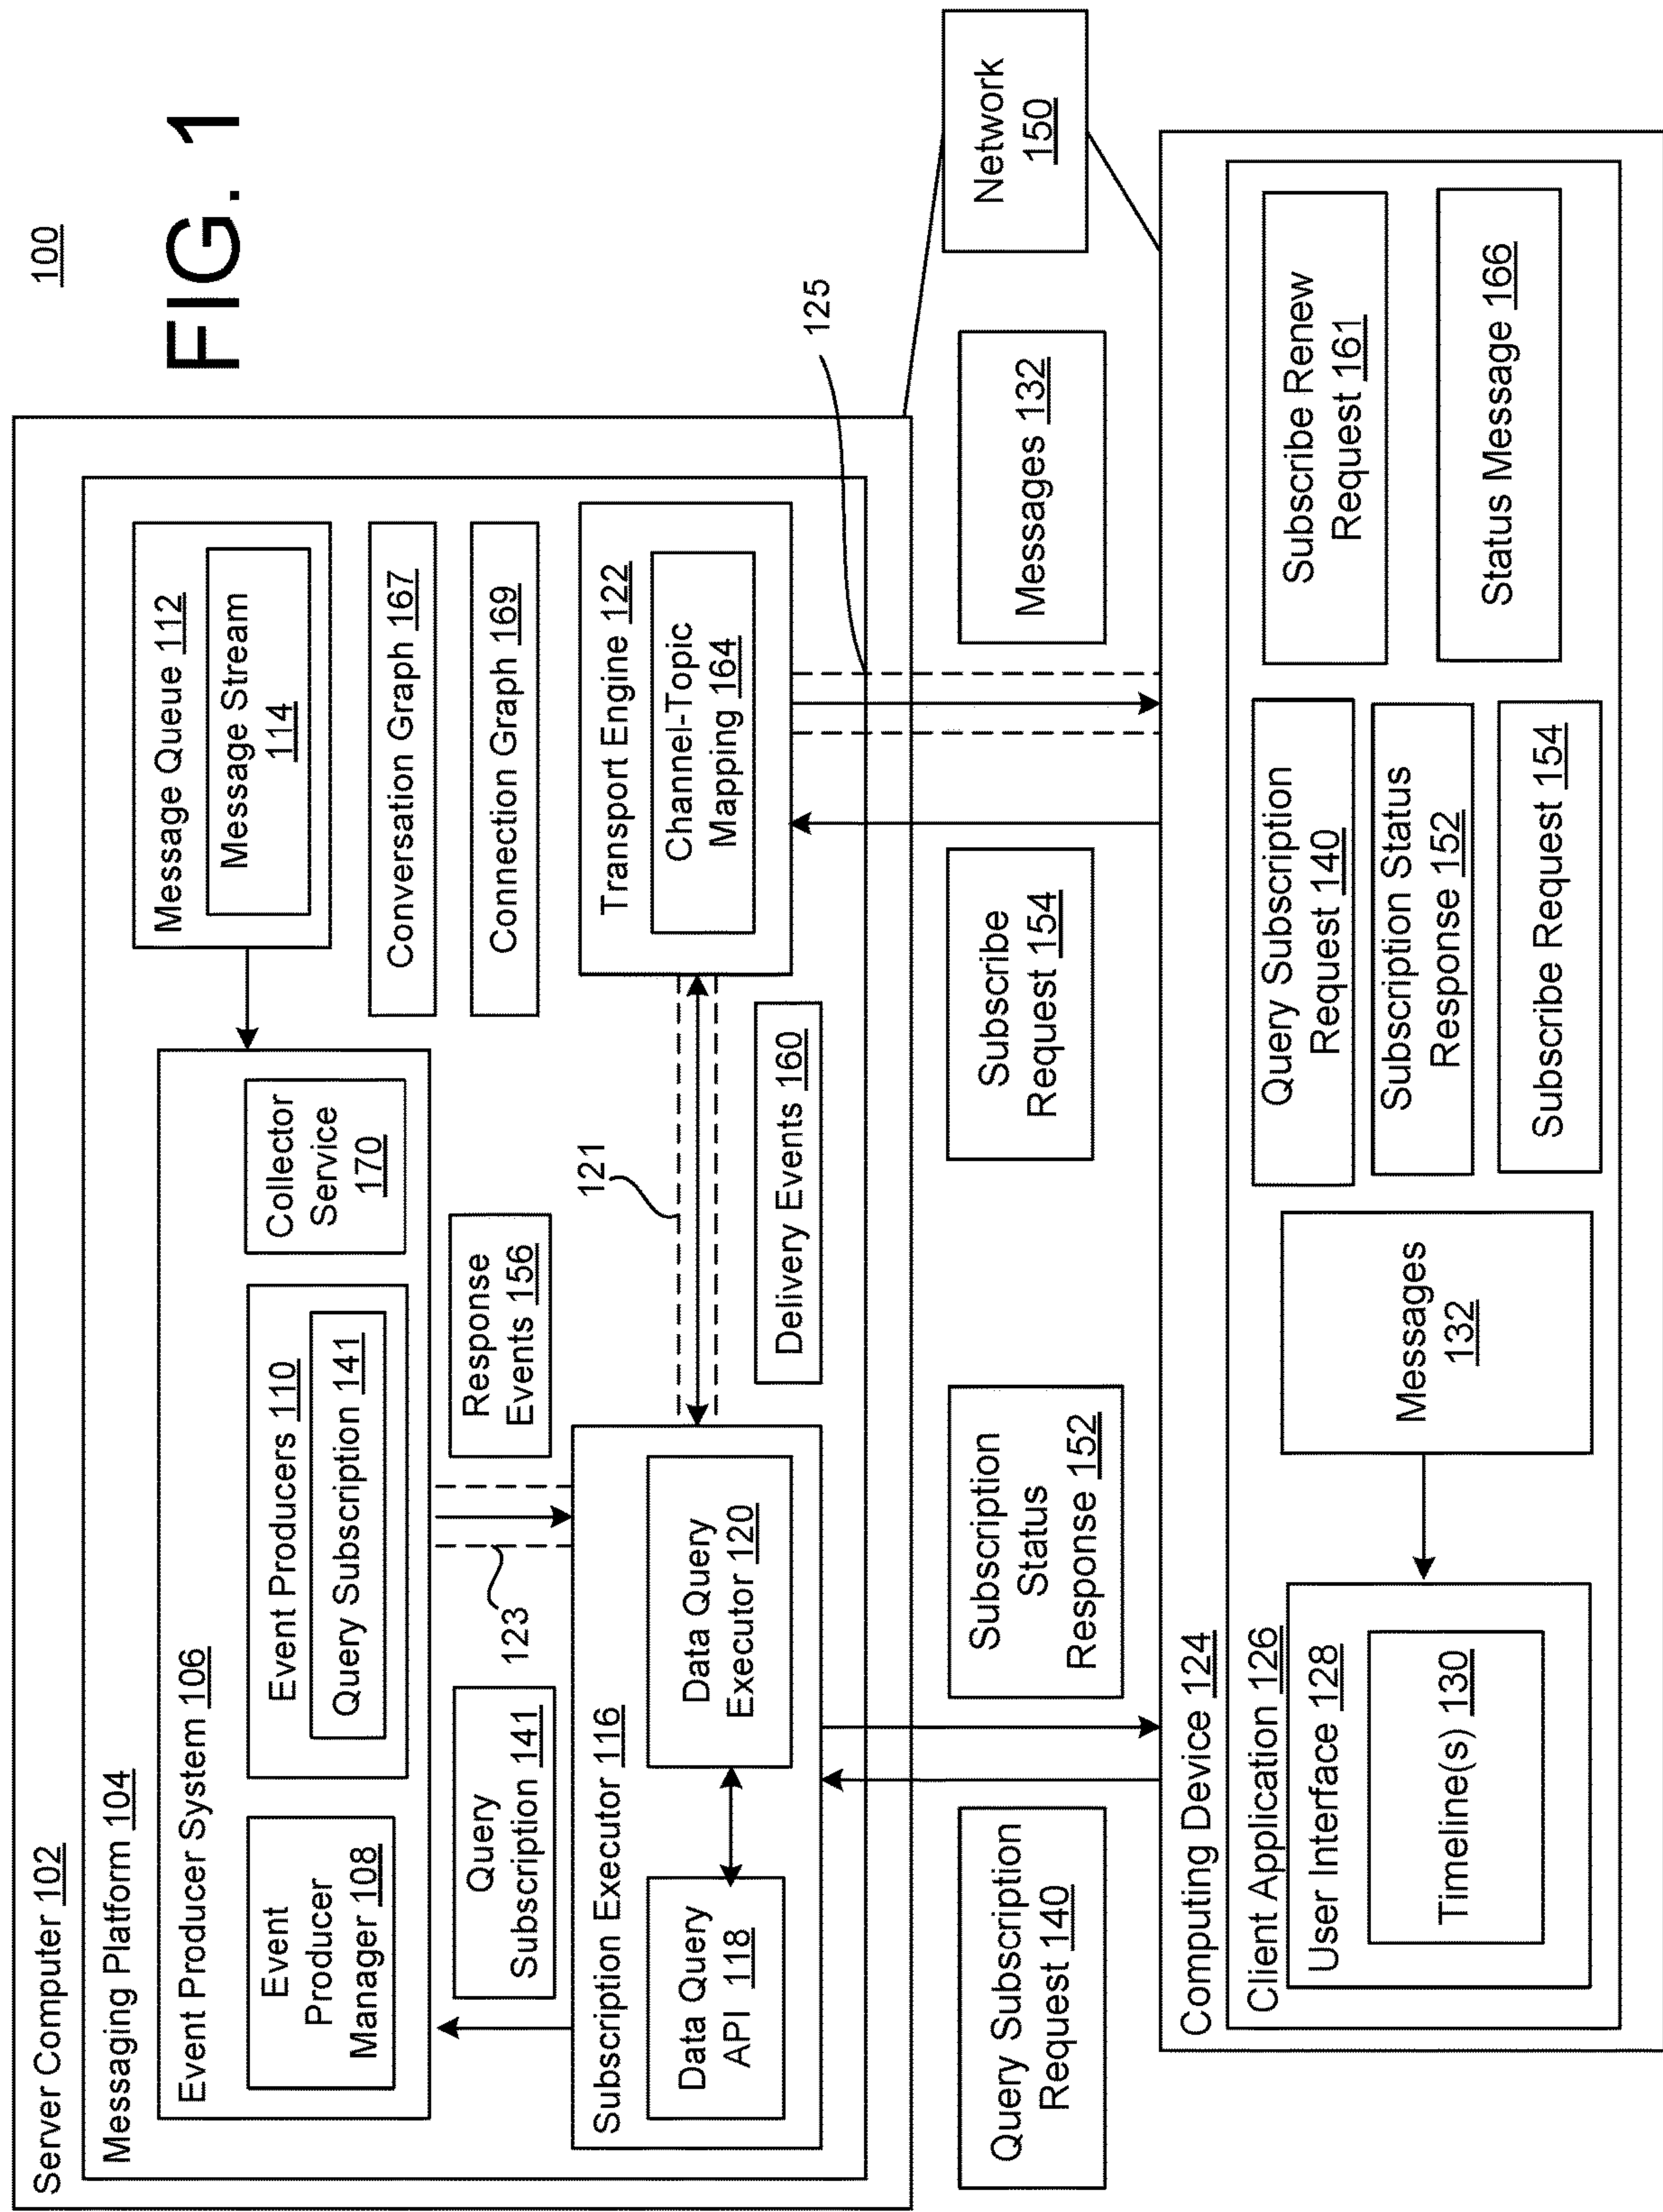 100
FIG. 1
Server Computer 102
Messaging Platform 104
Event Producer System 106
Event
Producer
Manager 108
Event Producers 110
Query Subscription 141
Collector
Service
170
Message Queue 112
Message Stream
114
Conversation Graph 167
Connection Graph 169
Query
Subscription 141
123
Response
Events 156
121
Subscription Executor 116
Data Query
API 118
Data Query
Executor 120
Delivery Events 160
Transport Engine 122
Channel-Topic
Mapping 164
125
Query Subscription
Request 140
Subscription
Status
Response 152
Subscribe
Request 154
Messages 132
Network
150
Computing Device 124
Client Application 126
User Interface 128
Timeline(s) 130
Messages
132
Query Subscription
Request 140
Subscription Status
Response 152
Subscribe Request 154
Subscribe Renew
Request 161
Status Message 166